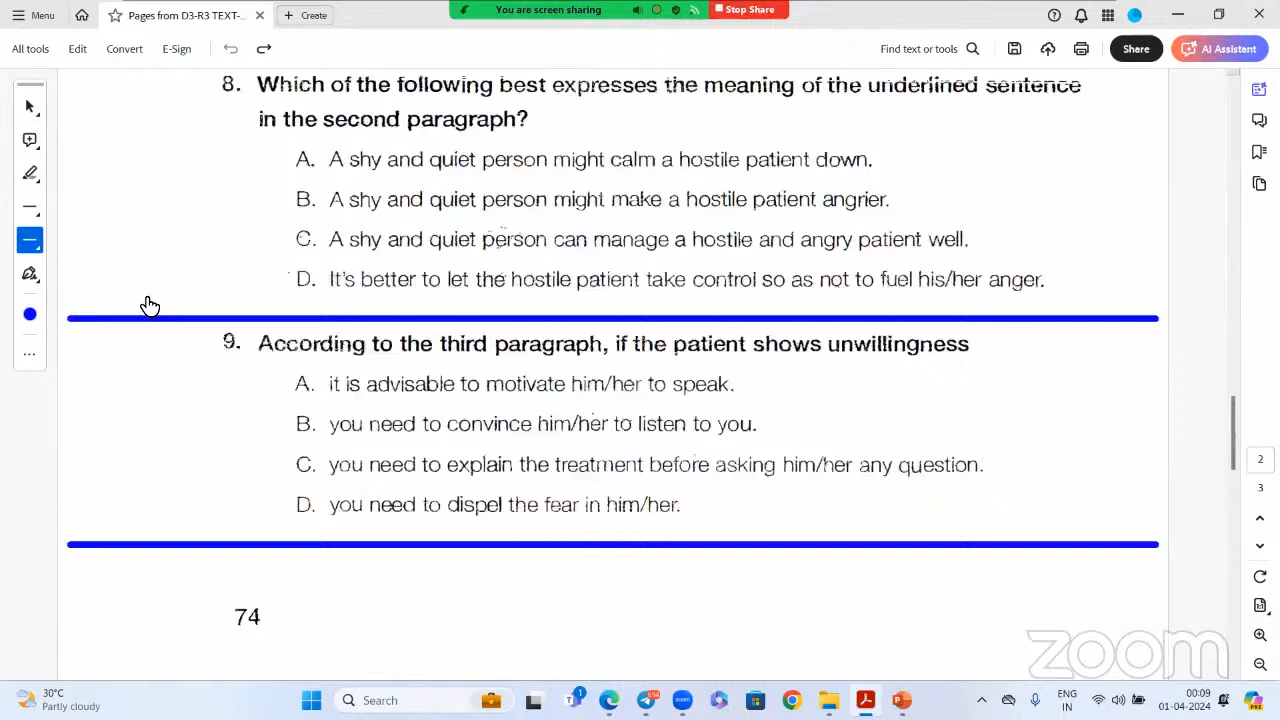 Menu
Pages from D3-R3 TEXT-...
Create
You are screen sharing
Stop Share
All tools
Edit
Convert
E-Sign
Find text or tools
Share
AI Assistant
8. Which of the following best expresses the meaning of the underlined sentence
in the second paragraph?
A. A shy and quiet person might calm a hostile patient down.
B. A shy and quiet person might make a hostile patient angrier.
C. A shy and quiet person can manage a hostile and angry patient well.
D. It's better to let the hostile patient take control so as not to fuel his/her anger.
9. According to the third paragraph, if the patient shows unwillingness
A. it is advisable to motivate him/her to speak.
B. you need to convince him/her to listen to you.
C. you need to explain the treatment before asking him/her any question.
D. you need to dispel the fear in him/her.
74
2
3
zoom
30°C
Partly cloudy
Search
1
694
zoom
ENG
IN
00:09
01-04-2024
PRE